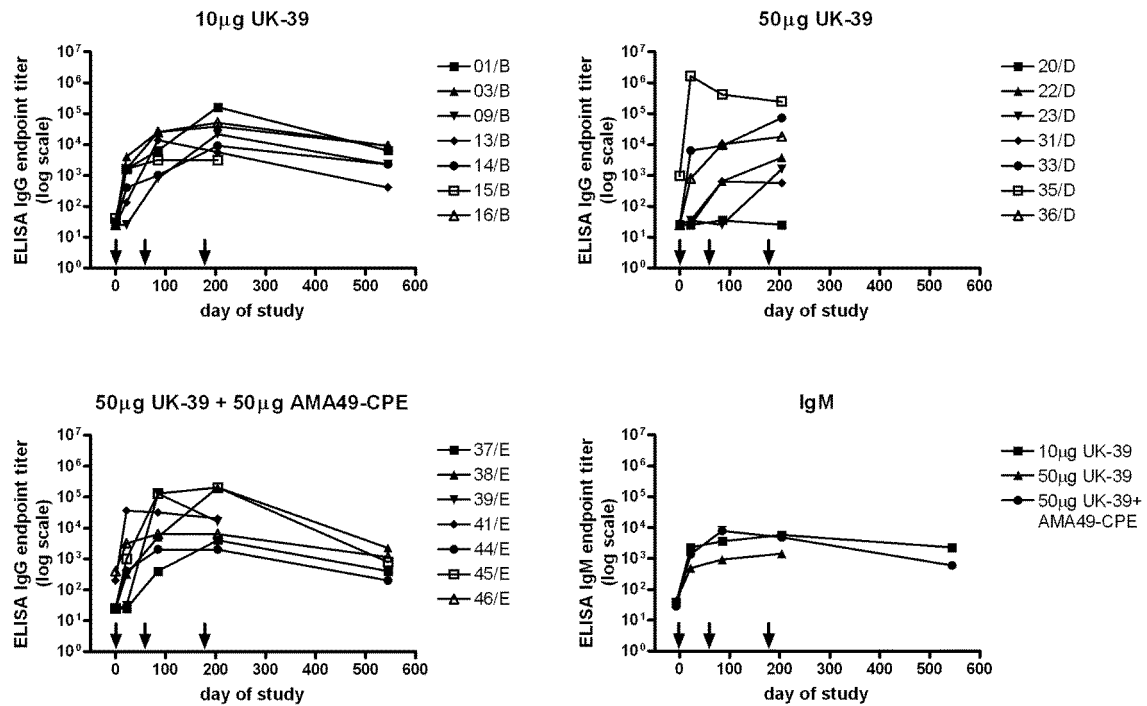 10μg UK-39
ELISA IgG endpoint titer
(log scale)
10⁷
10⁶
10⁵
10⁴
10³
10²
10¹
10⁰
0 100 200 300 400 500 600
day of study
01/B
03/B
09/B
13/B
14/B
15/B
16/B
50μg UK-39
ELISA IgG endpoint titer
(log scale)
10⁷
10⁶
10⁵
10⁴
10³
10²
10¹
10⁰
0 100 200 300 400 500 600
day of study
20/D
22/D
23/D
31/D
33/D
35/D
36/D
50μg UK-39 + 50μg AMA49-CPE
ELISA IgG endpoint titer
(log scale)
10⁷
10⁶
10⁵
10⁴
10³
10²
10¹
10⁰
0 100 200 300 400 500 600
day of study
37/E
38/E
39/E
41/E
44/E
45/E
46/E
IgM
ELISA IgM endpoint titer
(log scale)
10⁷
10⁶
10⁵
10⁴
10³
10²
10¹
10⁰
0 100 200 300 400 500 600
day of study
10μg UK-39
50μg UK-39
50μg UK-39+
AMA49-CPE